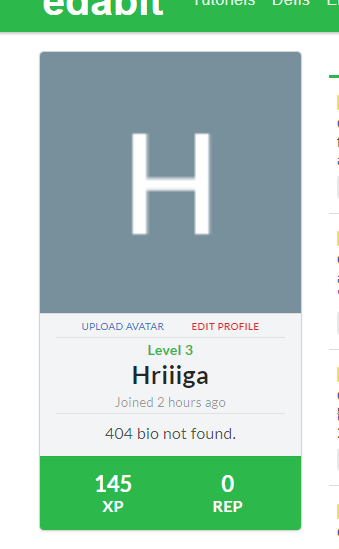 edabit Tutoriels Défis
H
UPLOAD AVATAR EDIT PROFILE
Level 3
Hriiiga
Joined 2 hours ago
404 bio not found.
145 0
XP REP